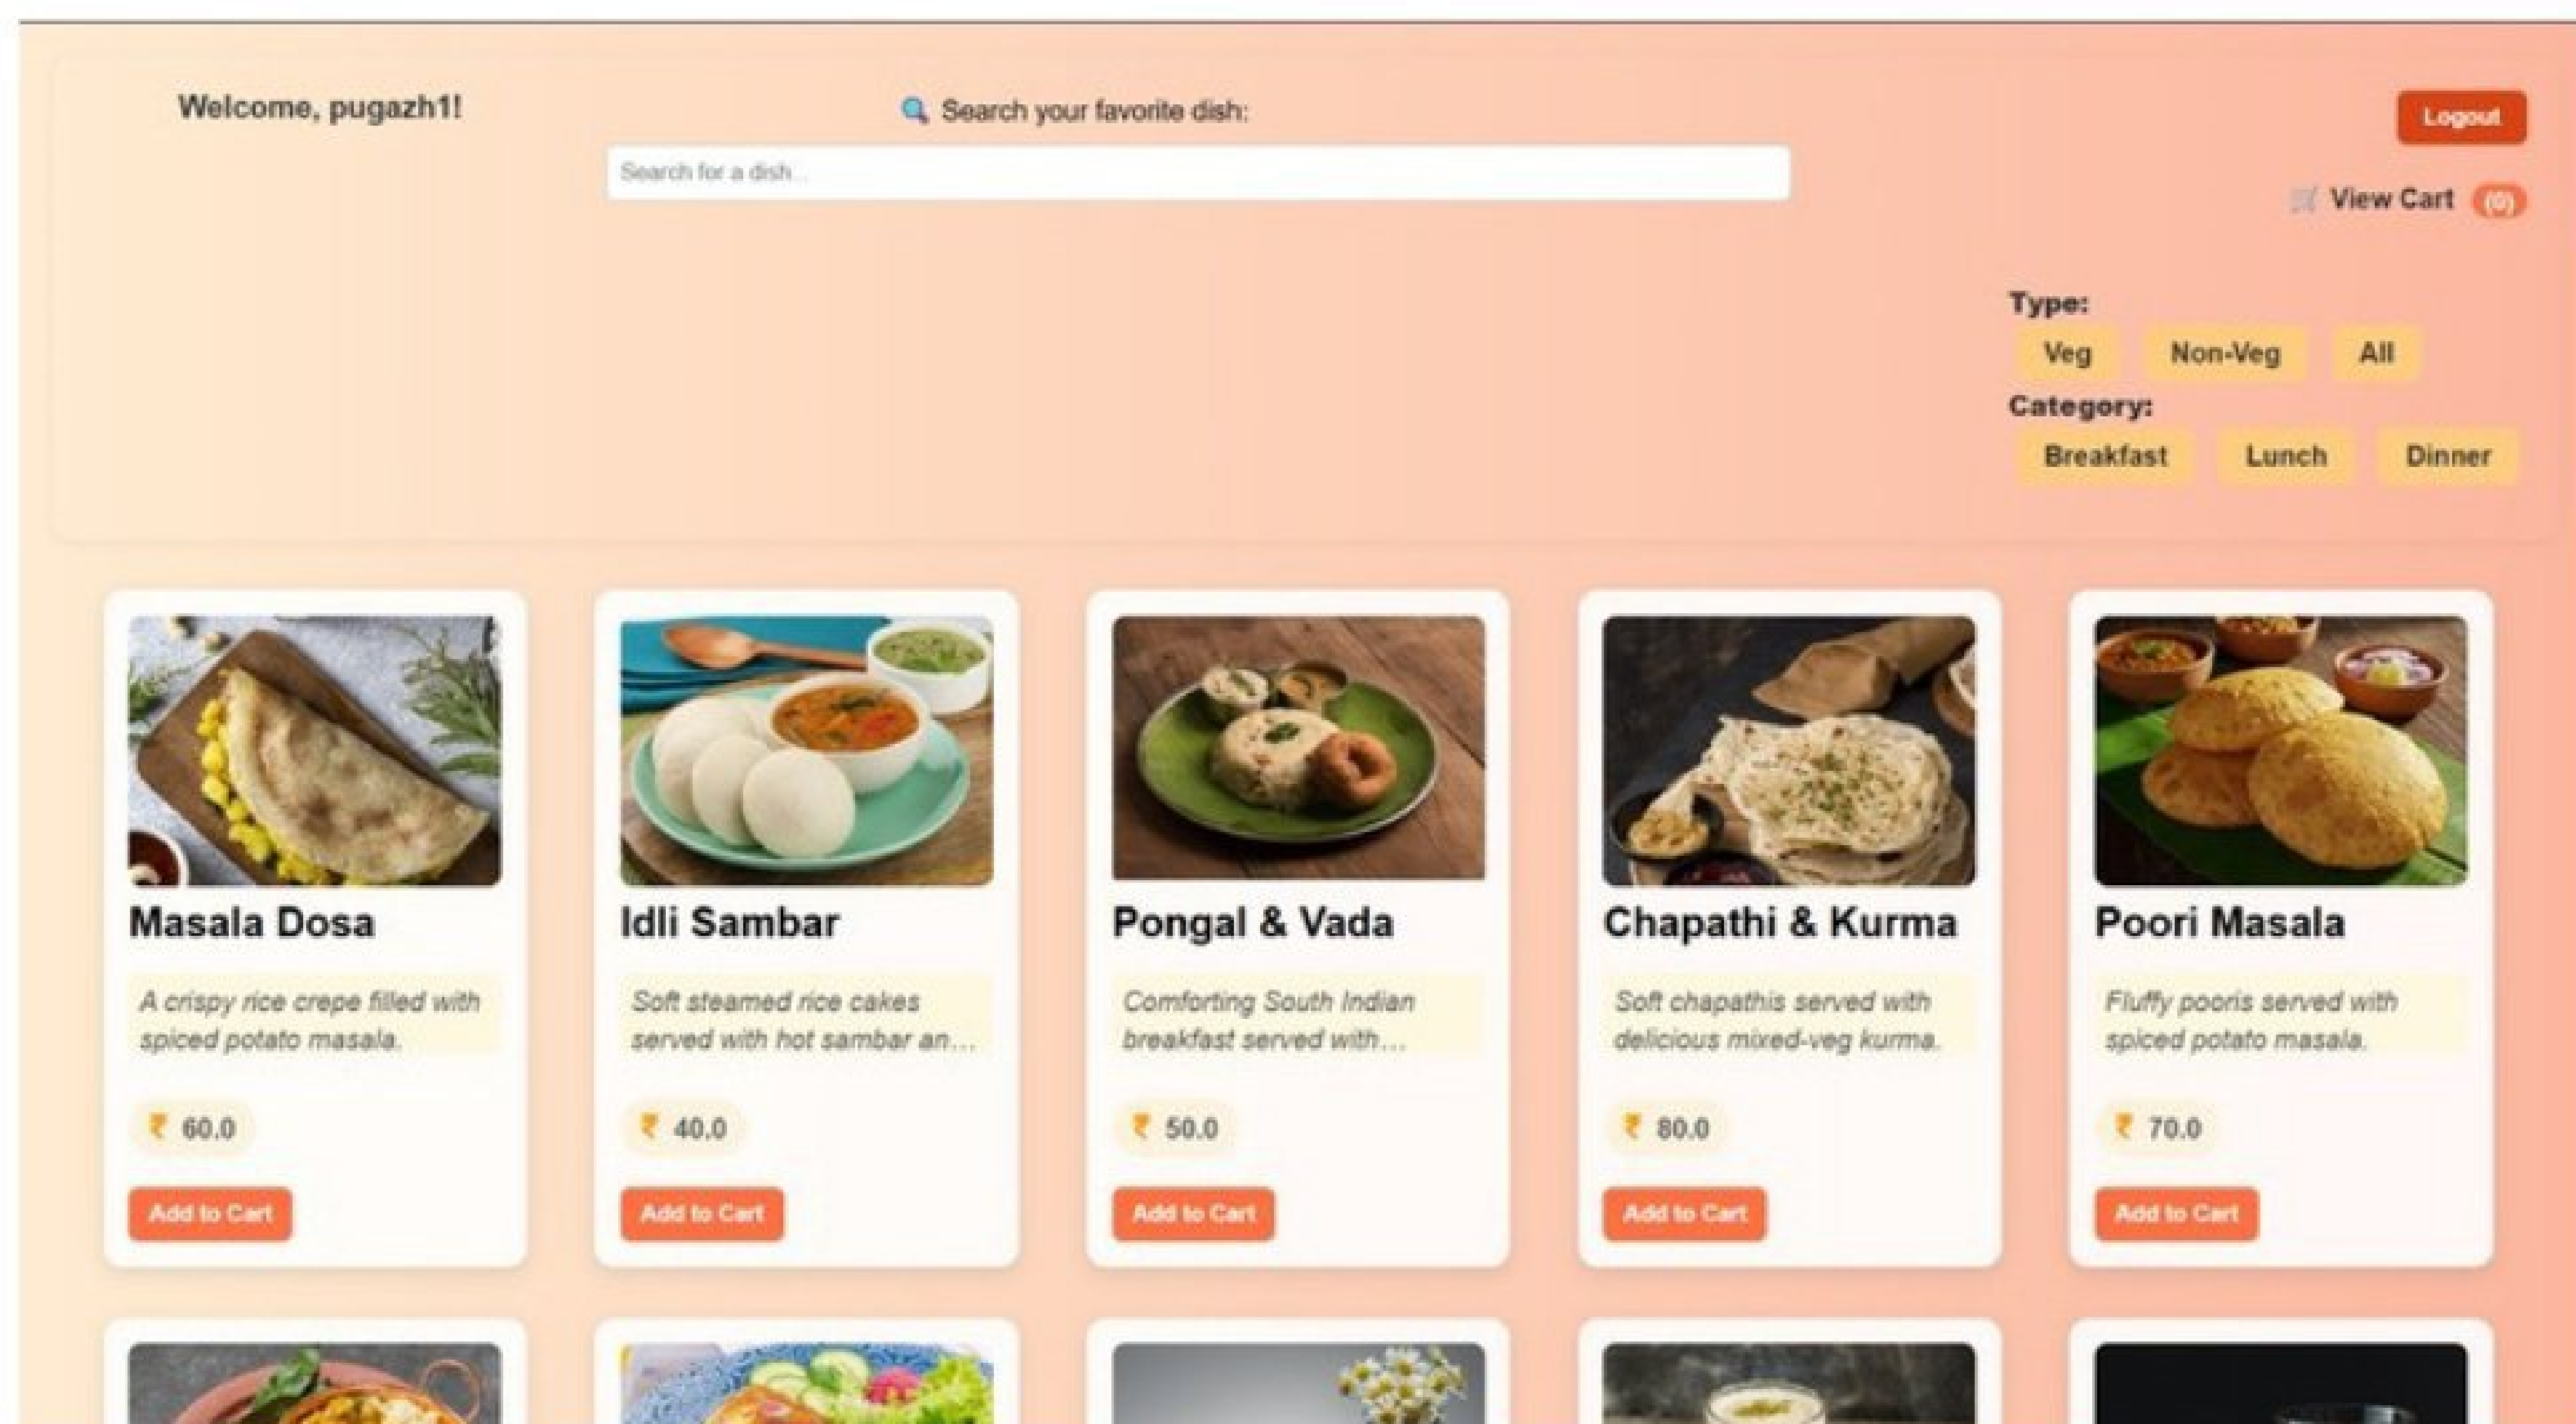 Welcome, pugazh1!
🔍 Search your favorite dish:
Search for a dish...
Logout
🛒 View Cart (0)
Type:
Veg Non-Veg All
Category:
Breakfast Lunch Dinner
Masala Dosa
A crispy rice crepe filled with
spiced potato masala.
₹ 60.0
Add to Cart
Idli Sambar
Soft steamed rice cakes
served with hot sambar an...
₹ 40.0
Add to Cart
Pongal & Vada
Comforting South Indian
breakfast served with...
₹ 50.0
Add to Cart
Chapathi & Kurma
Soft chapathis served with
delicious mixed-veg kurma.
₹ 80.0
Add to Cart
Poori Masala
Fluffy pooris served with
spiced potato masala.
₹ 70.0
Add to Cart